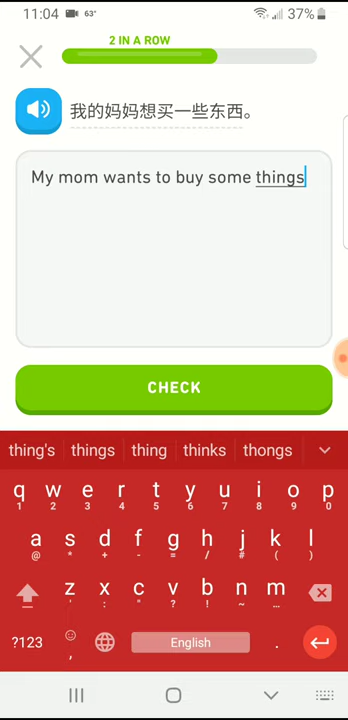 11:04 63° 37%
2 IN A ROW
我的妈妈想买一些东西。
My mom wants to buy some things
CHECK
thing's things thing thinks thongs
q w e r t y u i o p
1 2 3 4 5 6 7 8 9 0
a s d f g h j k l
@ * + - = / # ( )
z x c v b n m
' : " ? ! ~ …
?123 , English .